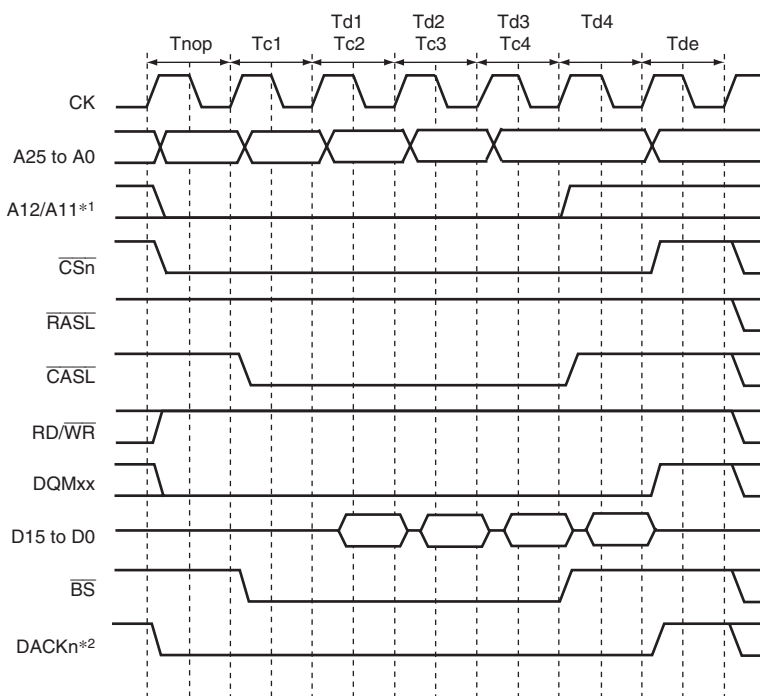 Td1 Td2 Td3 Td4
Tnop Tc1 Tc2 Tc3 Tc4 Tde
CK
A25 to A0
A12/A11*1
CSn
RASL
CASL
RD/WR
DQMxx
D15 to D0
BS
DACKn*2